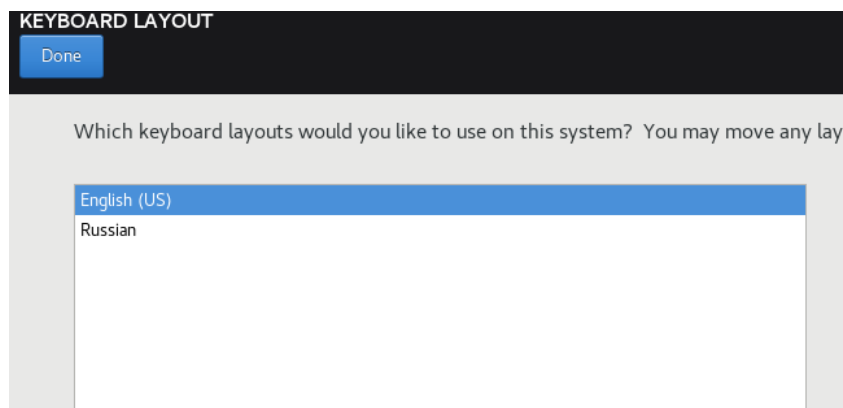 KEYBOARD LAYOUT
Done
Which keyboard layouts would you like to use on this system?  You may move any lay
English (US)
Russian